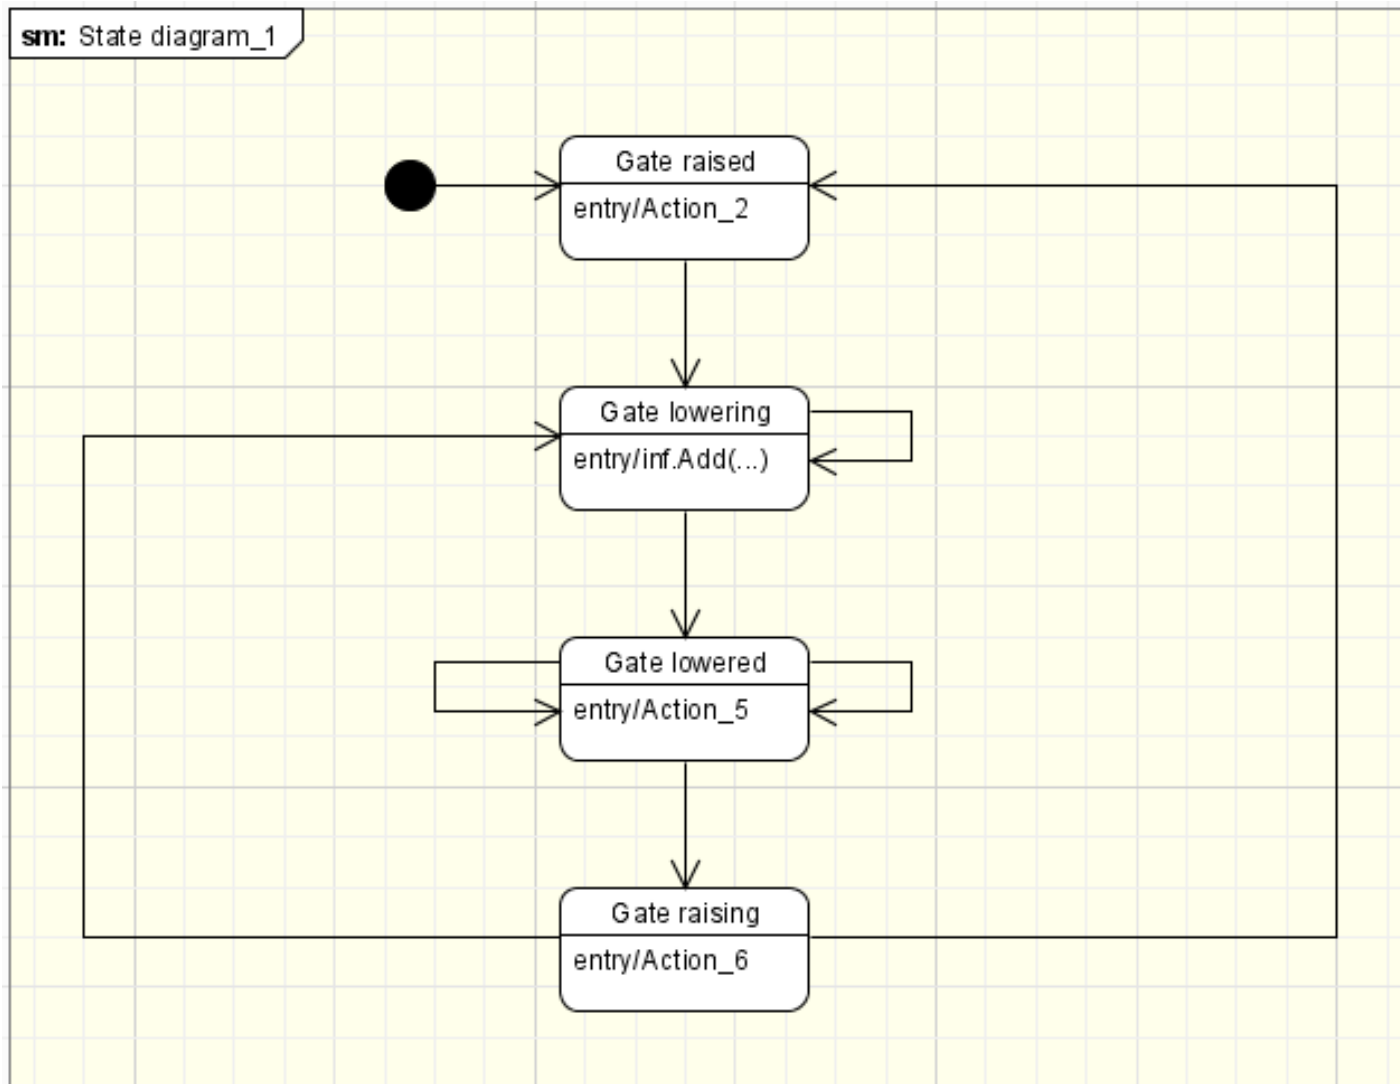 sm: State diagram_1
Gate raised
entry/Action_2
Gate lowering
entry/inf.Add(...)
Gate lowered
entry/Action_5
Gate raising
entry/Action_6